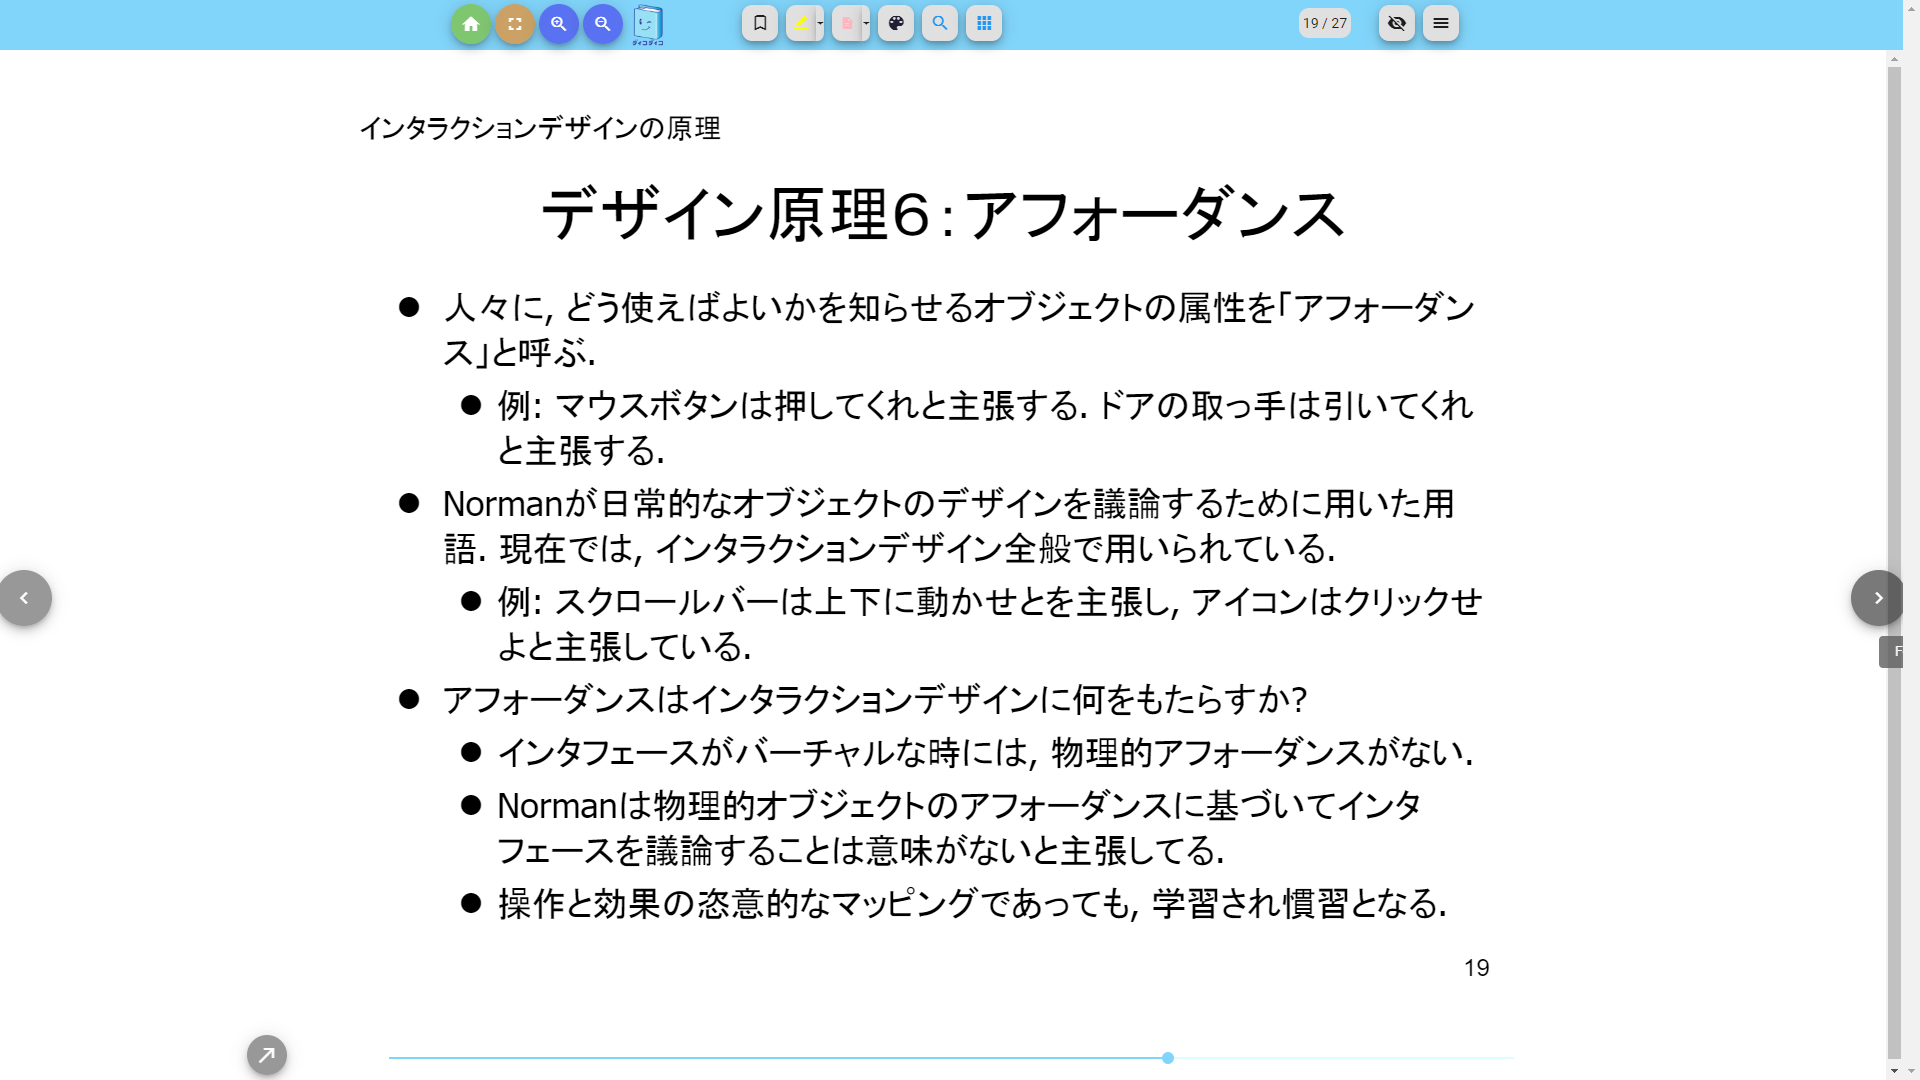 ダイコダイコ
19 / 27
インタラクションデザインの原理
デザイン原理6：アフォーダンス
● 人々に, どう使えばよいかを知らせるオブジェクトの属性を「アフォーダン
ス」と呼ぶ.
● 例: マウスボタンは押してくれと主張する. ドアの取っ手は引いてくれ
と主張する.
● Normanが日常的なオブジェクトのデザインを議論するために用いた用
語. 現在では, インタラクションデザイン全般で用いられている.
● 例: スクロールバーは上下に動かせとを主張し, アイコンはクリックせ
よと主張している.
● アフォーダンスはインタラクションデザインに何をもたらすか?
● インタフェースがバーチャルな時には, 物理的アフォーダンスがない.
● Normanは物理的オブジェクトのアフォーダンスに基づいてインタ
フェースを議論することは意味がないと主張してる.
● 操作と効果の恣意的なマッピングであっても, 学習され慣習となる.
19
F